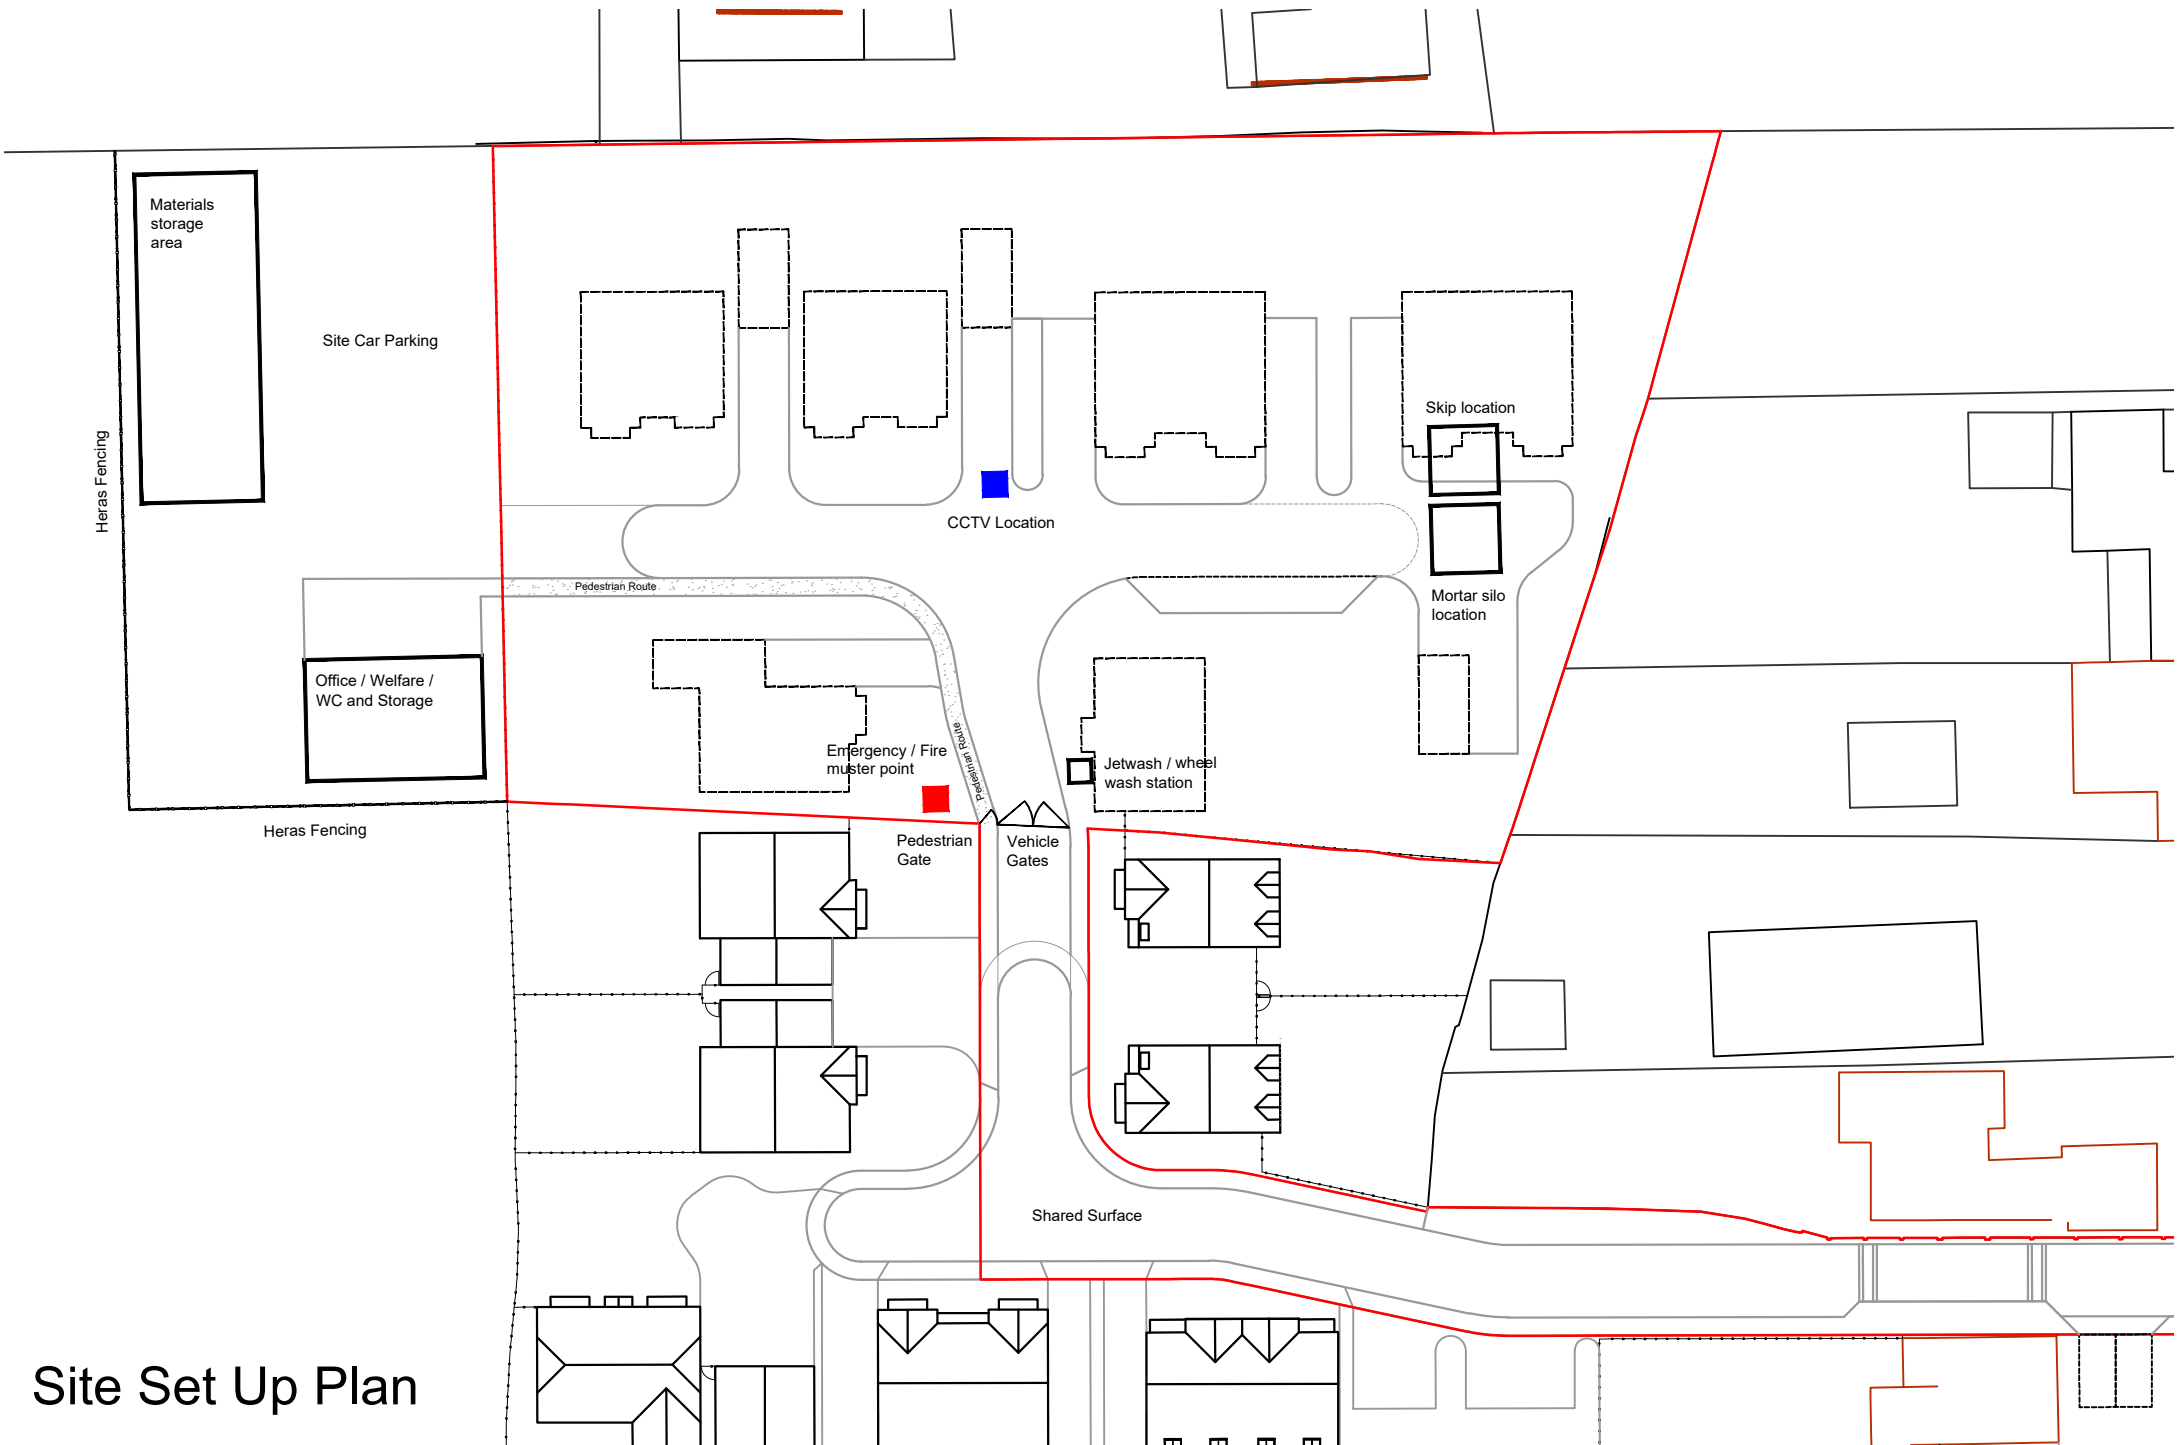 Materials
storage
area
Site Car Parking
Heras Fencing
Skip location
CCTV Location
Pedestrian Route
Mortar silo
location
Office / Welfare /
WC and Storage
Emergency / Fire
muster point
Pedestrian Route
Jetwash / wheel
wash station
Heras Fencing
Pedestrian
Gate
Vehicle
Gates
Shared Surface
Site Set Up Plan